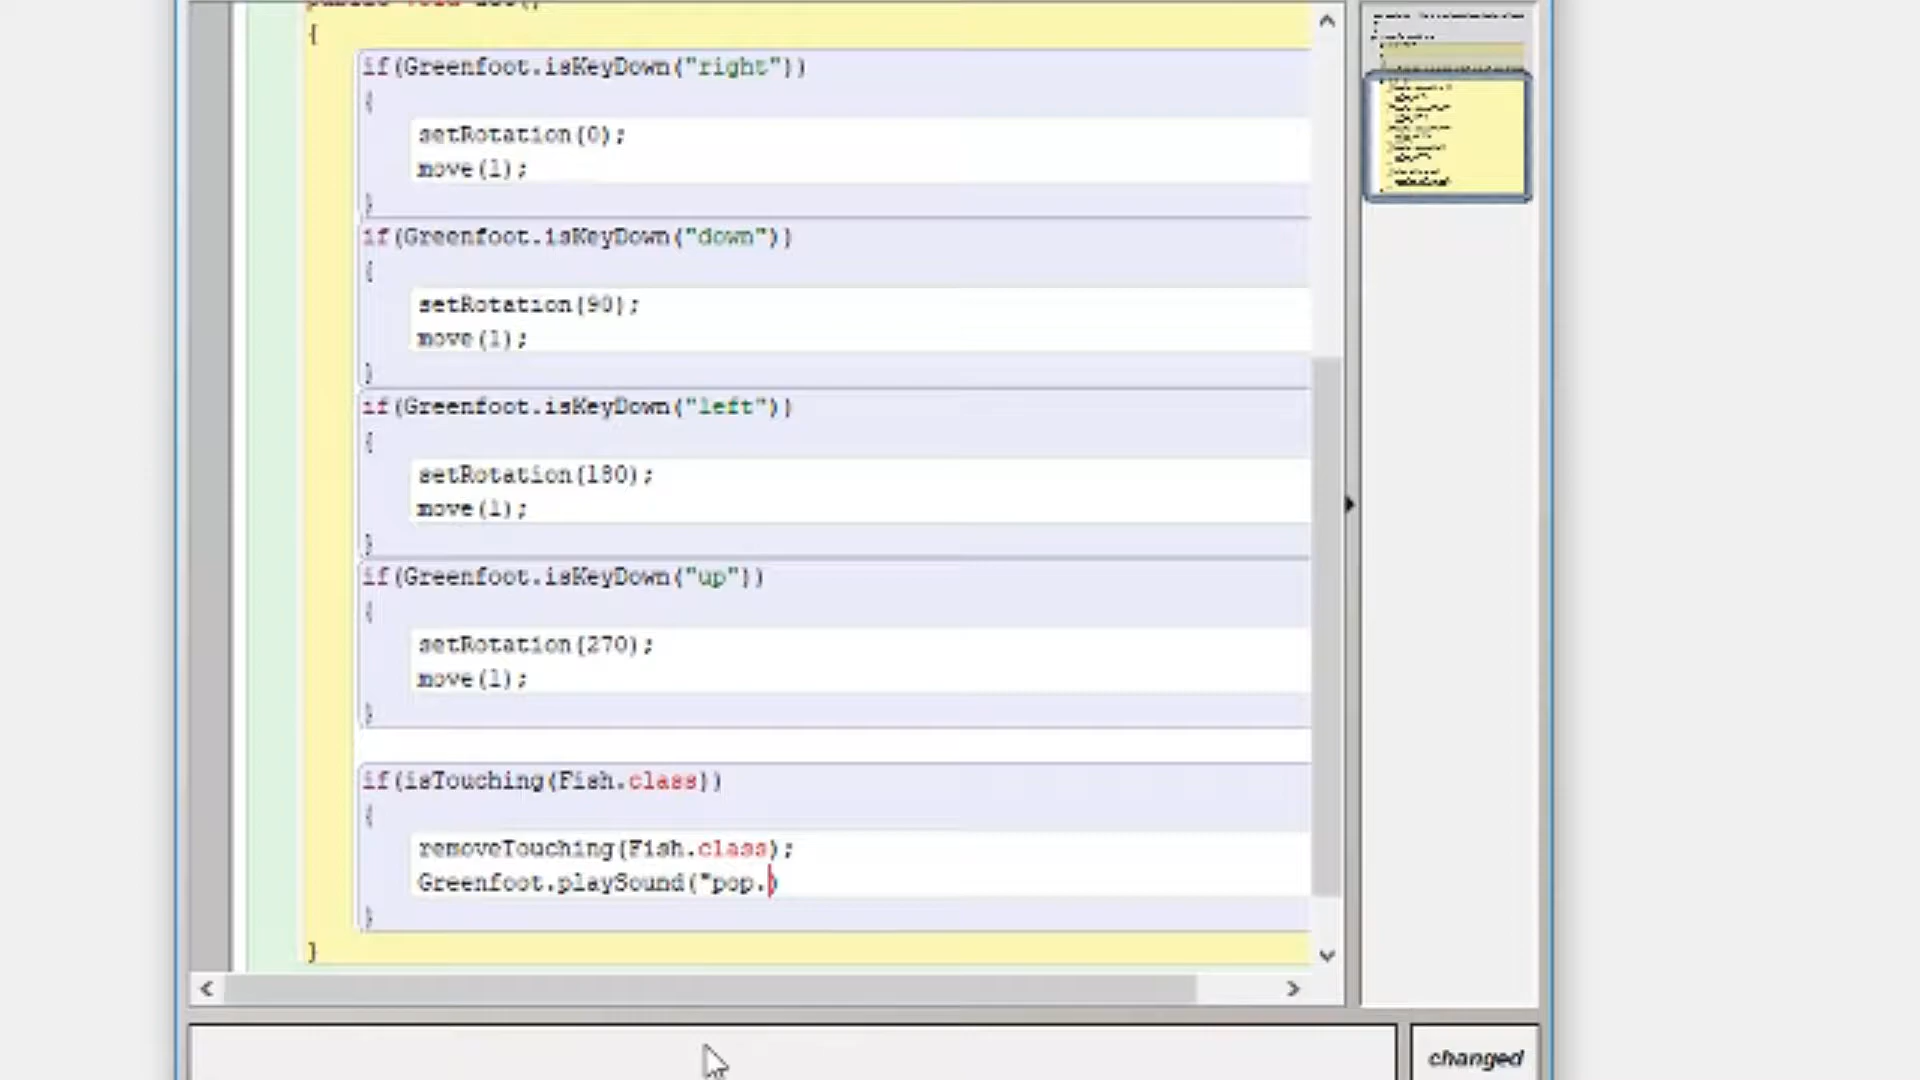 {
if(Greenfoot.isKeyDown("right"))
{
setRotation(0);
move(1);
}
if(Greenfoot.isKeyDown("down"))
{
setRotation(90);
move(1);
}
if(Greenfoot.isKeyDown("left"))
{
setRotation(180);
move(1);
}
if(Greenfoot.isKeyDown("up"))
{
setRotation(270);
move(1);
}
if(isTouching(Fish.class))
{
removeTouching(Fish.class);
Greenfoot.playSound("pop.)
}
}
changed